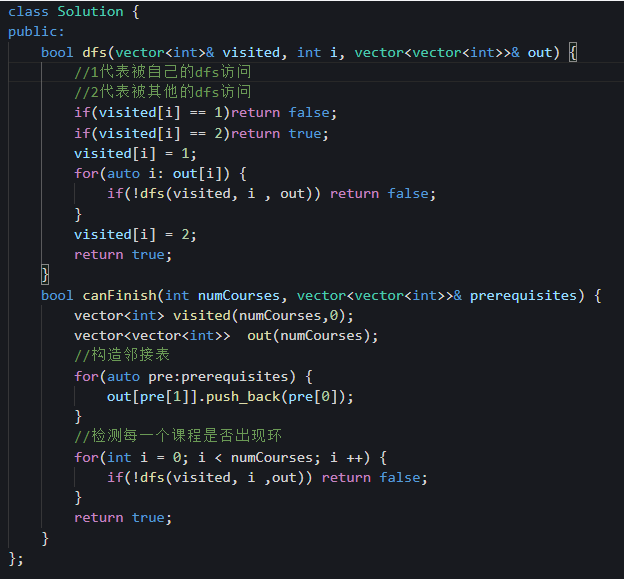 class Solution {
public:
    bool dfs(vector<int>& visited, int i, vector<vector<int>>& out) {
        //1代表被自己的dfs访问
        //2代表被其他的dfs访问
        if(visited[i] == 1)return false;
        if(visited[i] == 2)return true;
        visited[i] = 1;
        for(auto i: out[i]) {
            if(!dfs(visited, i , out)) return false;
        }
        visited[i] = 2;
        return true;
    }
    bool canFinish(int numCourses, vector<vector<int>>& prerequisites) {
        vector<int> visited(numCourses,0);
        vector<vector<int>>  out(numCourses);
        //构造邻接表
        for(auto pre:prerequisites) {
            out[pre[1]].push_back(pre[0]);
        }
        //检测每一个课程是否出现环
        for(int i = 0; i < numCourses; i ++) {
            if(!dfs(visited, i ,out)) return false;
        }
        return true;
    }
};